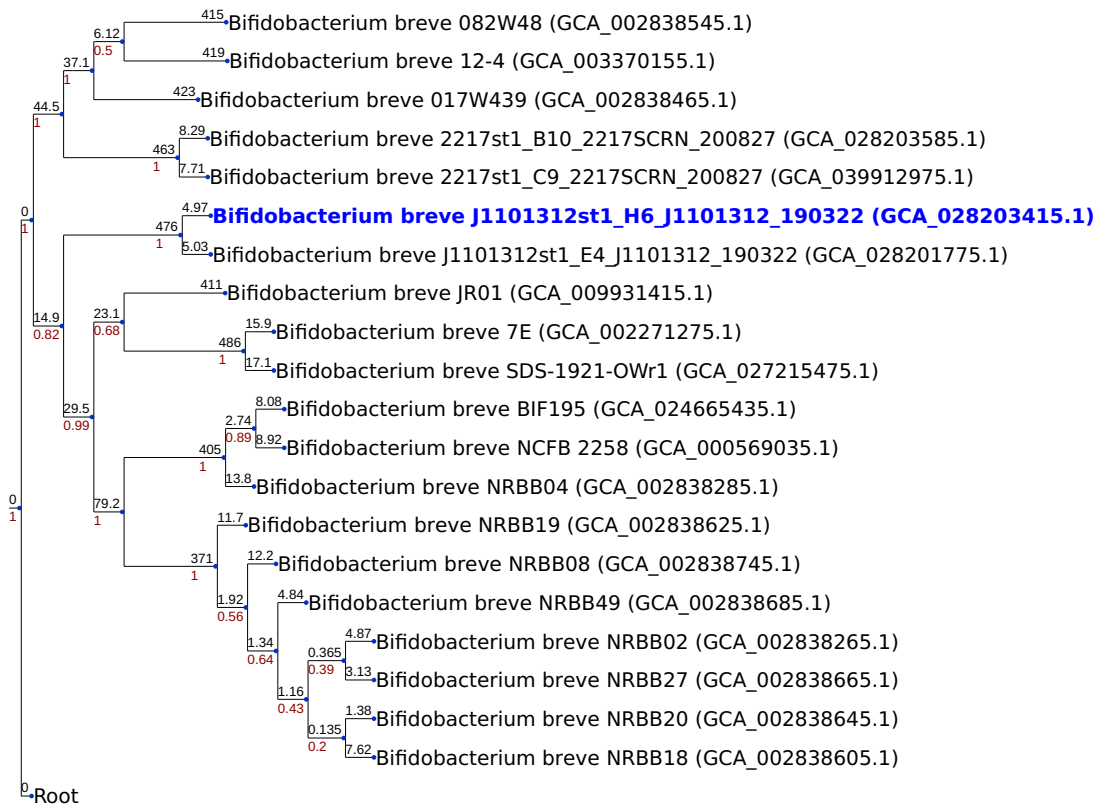 415
Bifidobacterium breve 082W48 (GCA_002838545.1)
6.12
0.5
419
Bifidobacterium breve 12-4 (GCA_003370155.1)
37.1
1
423
Bifidobacterium breve 017W439 (GCA_002838465.1)
44.5
1
8.29
Bifidobacterium breve 2217st1_B10_2217SCRN_200827 (GCA_028203585.1)
463
1
7.71
Bifidobacterium breve 2217st1_C9_2217SCRN_200827 (GCA_039912975.1)
0
1
4.97
Bifidobacterium breve J1101312st1_H6_J1101312_190322 (GCA_028203415.1)
476
1
5.03
Bifidobacterium breve J1101312st1_E4_J1101312_190322 (GCA_028201775.1)
14.9
0.82
411
Bifidobacterium breve JR01 (GCA_009931415.1)
23.1
0.68
15.9
Bifidobacterium breve 7E (GCA_002271275.1)
486
1
17.1
Bifidobacterium breve SDS-1921-OWr1 (GCA_027215475.1)
29.5
0.99
8.08
Bifidobacterium breve BIF195 (GCA_024665435.1)
2.74
0.89
8.92
Bifidobacterium breve NCFB 2258 (GCA_000569035.1)
405
1
13.8
Bifidobacterium breve NRBB04 (GCA_002838285.1)
0
1
79.2
1
11.7
Bifidobacterium breve NRBB19 (GCA_002838625.1)
371
1
12.2
Bifidobacterium breve NRBB08 (GCA_002838745.1)
1.92
0.56
4.84
Bifidobacterium breve NRBB49 (GCA_002838685.1)
1.34
0.64
4.87
Bifidobacterium breve NRBB02 (GCA_002838265.1)
0.365
0.39
3.13
Bifidobacterium breve NRBB27 (GCA_002838665.1)
1.16
0.43
1.38
Bifidobacterium breve NRBB20 (GCA_002838645.1)
0.135
0.2
7.62
Bifidobacterium breve NRBB18 (GCA_002838605.1)
0
Root